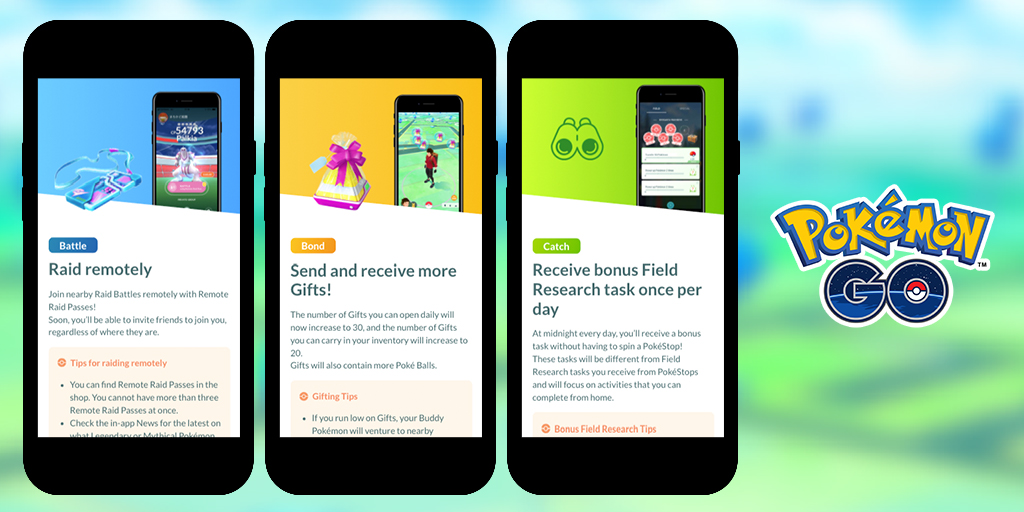 54793
Palkia
Battle
Raid remotely
Join nearby Raid Battles remotely with Remote
Raid Passes!
Soon, you'll be able to invite friends to join you,
regardless of where they are.
Tips for raiding remotely
• You can find Remote Raid Passes in the
shop. You cannot have more than three
Remote Raid Passes at once.
• Check the in-app News for the latest on
what Legendary or Mythical Pokémon
Bond
Send and receive more
Gifts!
The number of Gifts you can open daily will
now increase to 30, and the number of Gifts
you can carry in your inventory will increase to
20.
Gifts will also contain more Poké Balls.
Gifting Tips
• If you run low on Gifts, your Buddy
Pokémon will venture to nearby
Catch
Receive bonus Field
Research task once per
day
At midnight every day, you'll receive a bonus
task without having to spin a PokéStop!
These tasks will be different from Field
Research tasks you receive from PokéStops
and will focus on activities that you can
complete from home.
Bonus Field Research Tips
POKÉMON
GO
TM